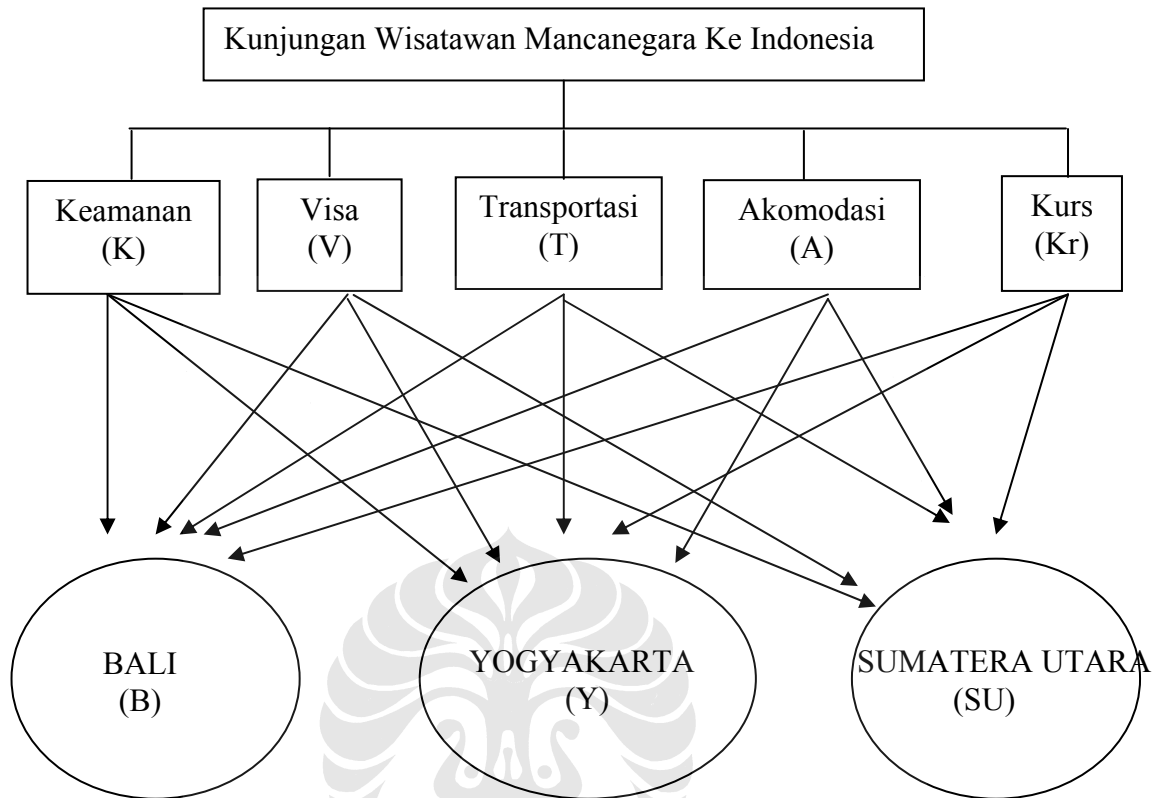 Kunjungan Wisatawan Mancanegara Ke Indonesia
Keamanan
(K)
Visa
(V)
Transportasi
(T)
Akomodasi
(A)
Kurs
(Kr)
BALI
(B)
YOGYAKARTA
(Y)
SUMATERA UTARA
(SU)